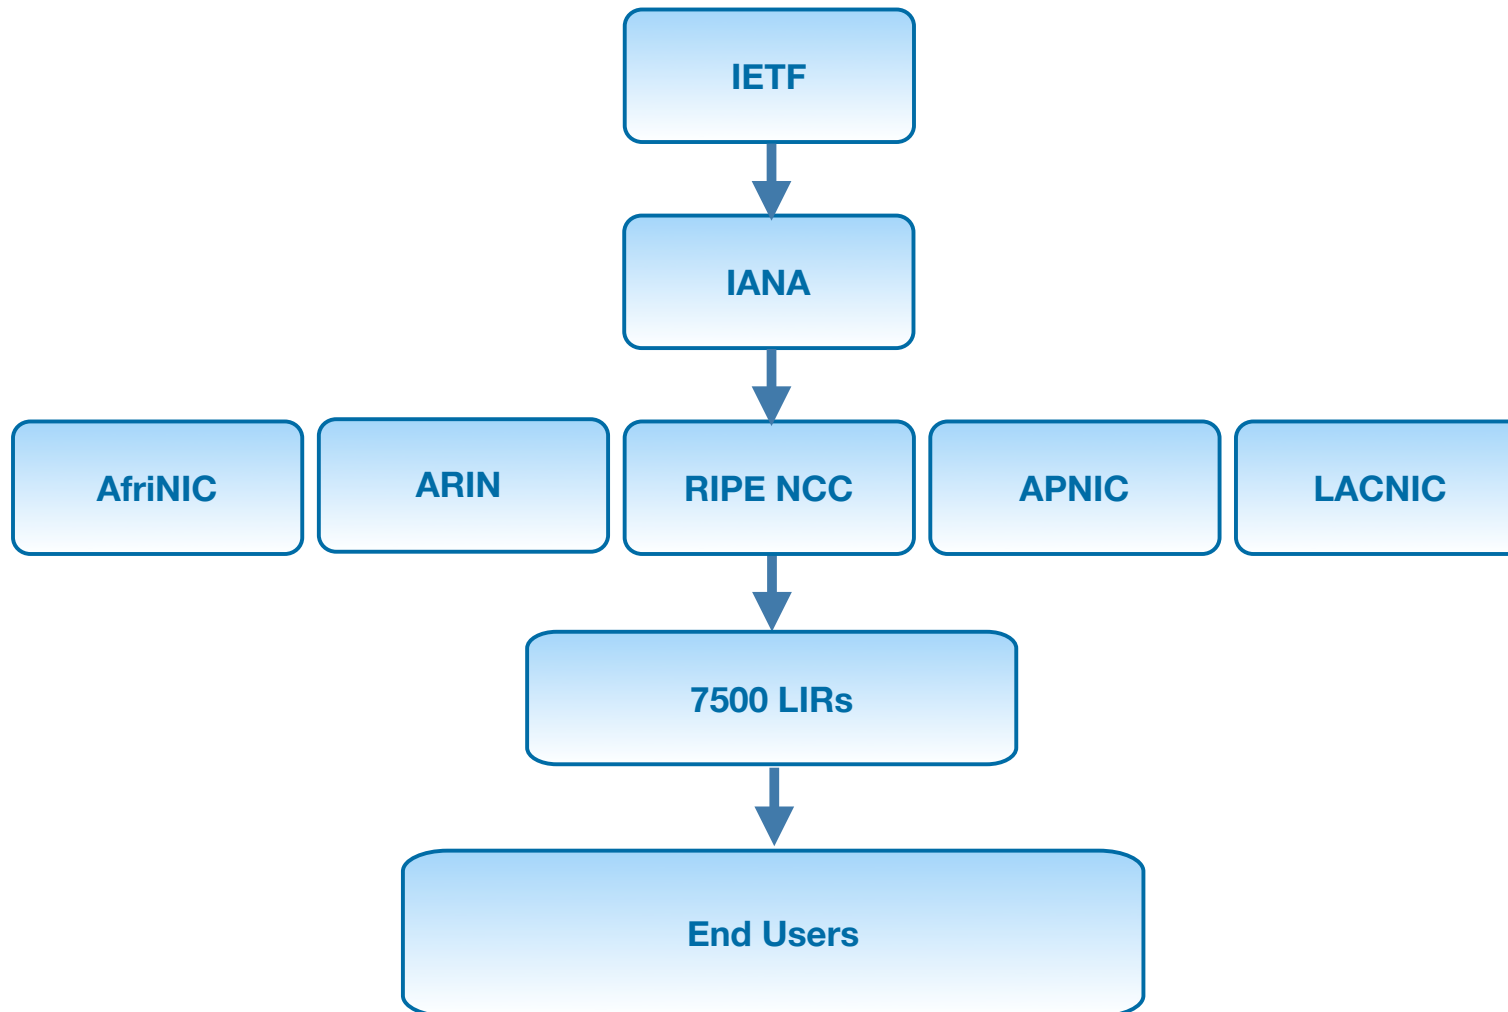 IETF
IANA
AfriNIC
ARIN
RIPE NCC
APNIC
LACNIC
7500 LIRs
End Users